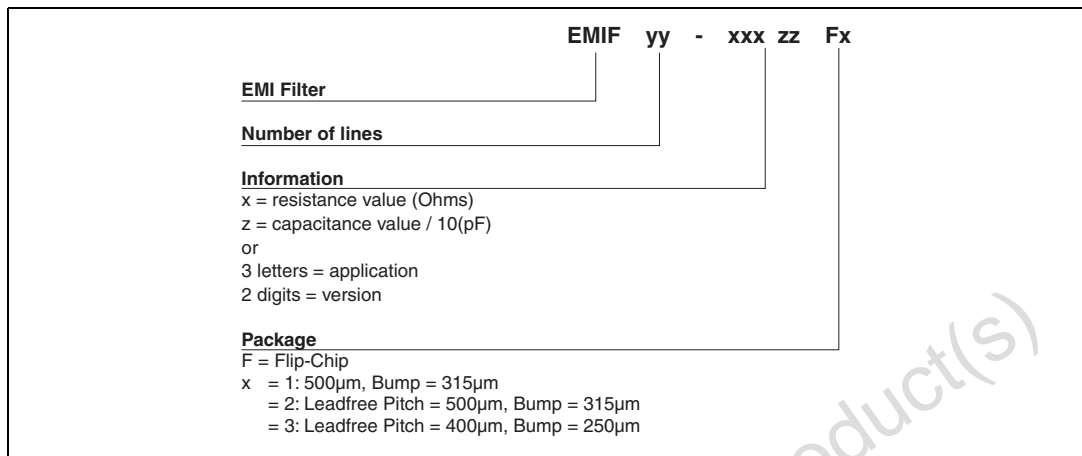 EMIF yy - xxx zz Fx
EMI Filter
Number of lines
Information
x = resistance value (Ohms)
z = capacitance value / 10(pF)
or
3 letters = application
2 digits = version
Package
F = Flip-Chip
x = 1: 500µm, Bump = 315µm
= 2: Leadfree Pitch = 500µm, Bump = 315µm
= 3: Leadfree Pitch = 400µm, Bump = 250µm